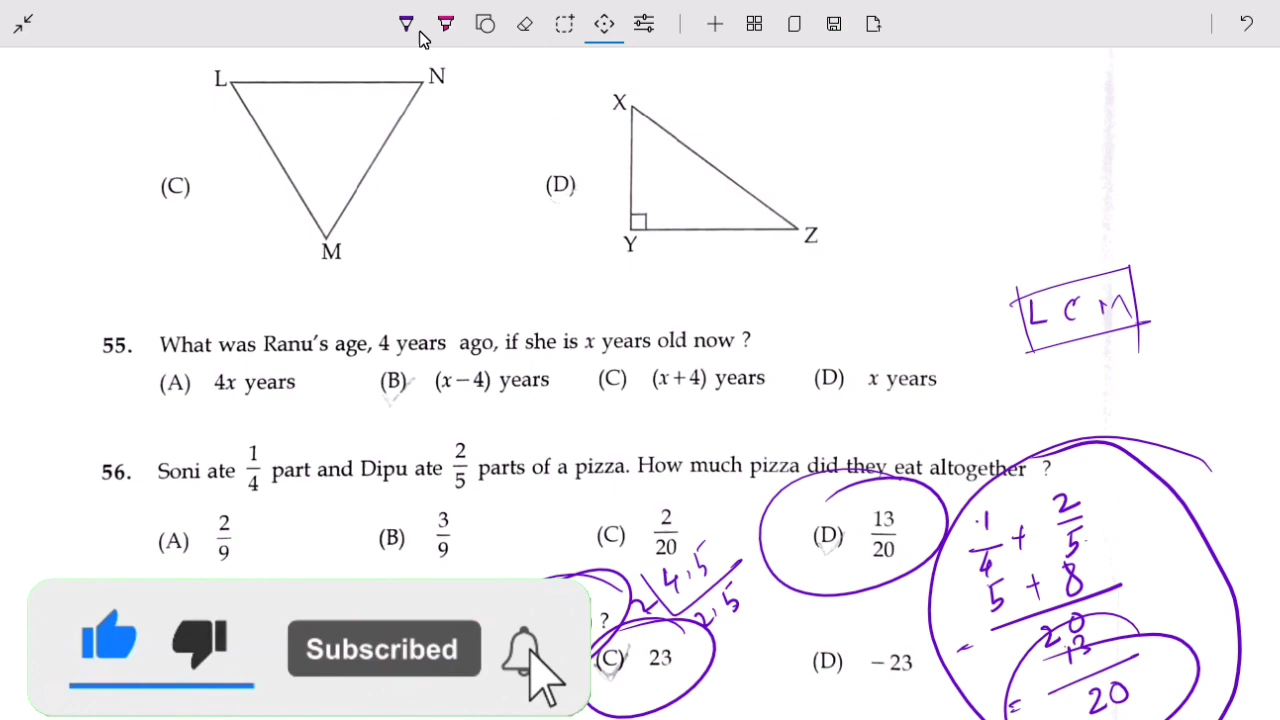 L
N
X
(C)
(D)
M
Y
Z
L C M
55. What was Ranu's age, 4 years ago, if she is x years old now ?
(A) 4x years (B) (x−4) years (C) (x+4) years (D) x years
56. Soni ate 1/4 part and Dipu ate 2/5 parts of a pizza. How much pizza did they eat altogether ?
(A) 2/9 (B) 3/9 (C) 2/20 (D) 13/20
1/4 + 2/5
= 5 + 8 / 20
= 13 / 20
2 4, 5
2, 5
?
(C) 23 (D) −23
Subscribed